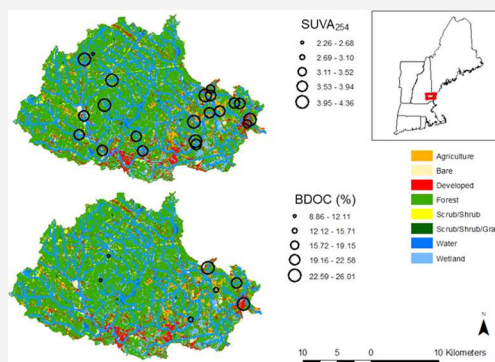 SUVA254
2.26 - 2.68
2.69 - 3.10
3.11 - 3.52
3.53 - 3.94
3.95 - 4.36
BDOC (%)
8.86 - 12.11
12.12 - 15.71
15.72 - 19.15
19.16 - 22.58
22.59 - 26.01
Agriculture
Bare
Developed
Forest
Scrub/Shrub
Scrub/Shrub/Gra
Water
Wetland
N
10 5 0 10 Kilometers